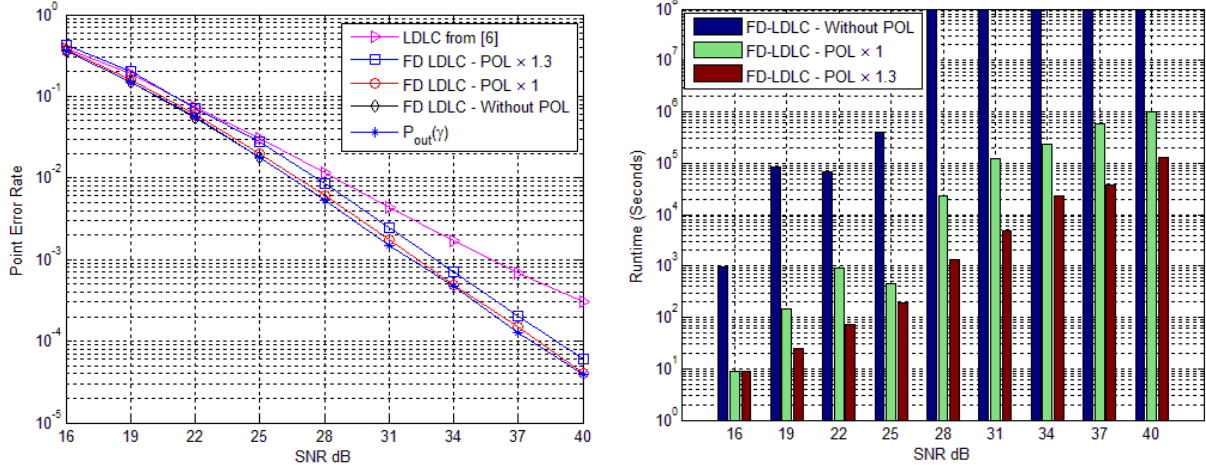 10^0
10^-1
10^-2
10^-3
10^-4
10^-5
Point Error Rate
LDLC from [6]
FD LDLC - POL × 1.3
FD LDLC - POL × 1
FD LDLC - Without POL
P_out(γ)
16 19 22 25 28 31 34 37 40
SNR dB
10^8
10^7
10^6
10^5
10^4
10^3
10^2
10^1
10^0
Runtime (Seconds)
FD-LDLC - Without POL
FD-LDLC - POL × 1
FD-LDLC - POL × 1.3
16 19 22 25 28 31 34 37 40
SNR dB